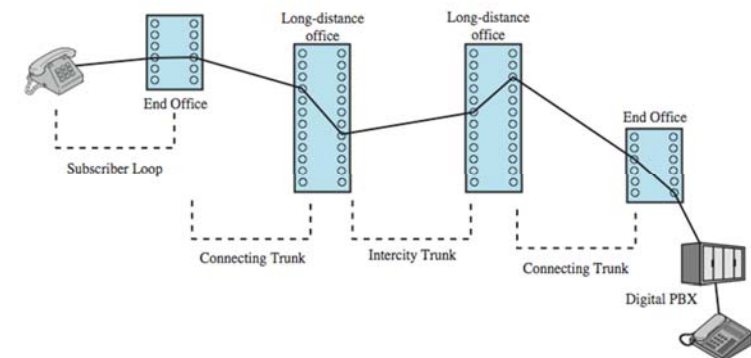 Long-distance
office
Long-distance
office
End Office
End Office
Subscriber Loop
Connecting Trunk
Intercity Trunk
Connecting Trunk
Digital PBX